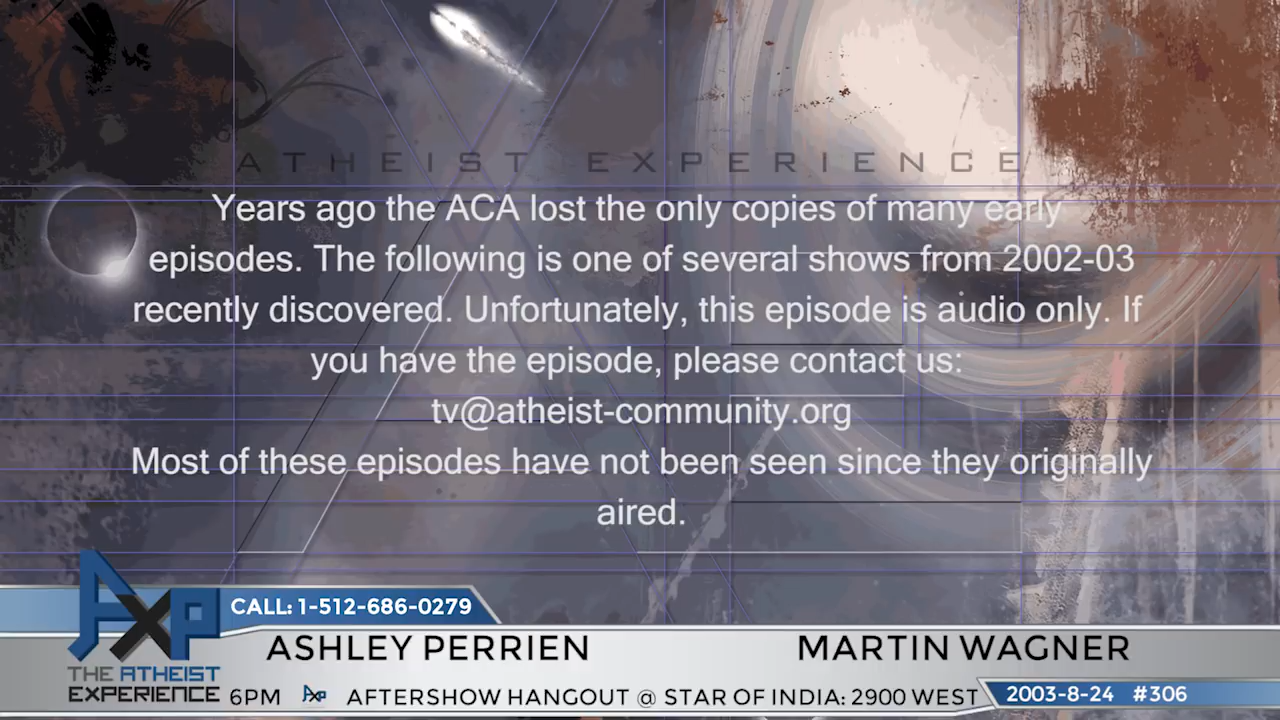 ATHEIST EXPERIENCE
Years ago the ACA lost the only copies of many early
episodes. The following is one of several shows from 2002-03
recently discovered. Unfortunately, this episode is audio only. If
you have the episode, please contact us:
tv@atheist-community.org
Most of these episodes have not been seen since they originally
aired.
CALL: 1-512-686-0279
AXP
ASHLEY PERRIEN
MARTIN WAGNER
THE ATHEIST
EXPERIENCE
6PM AXP AFTERSHOW HANGOUT @ STAR OF INDIA: 2900 WEST
2003-8-24 #306